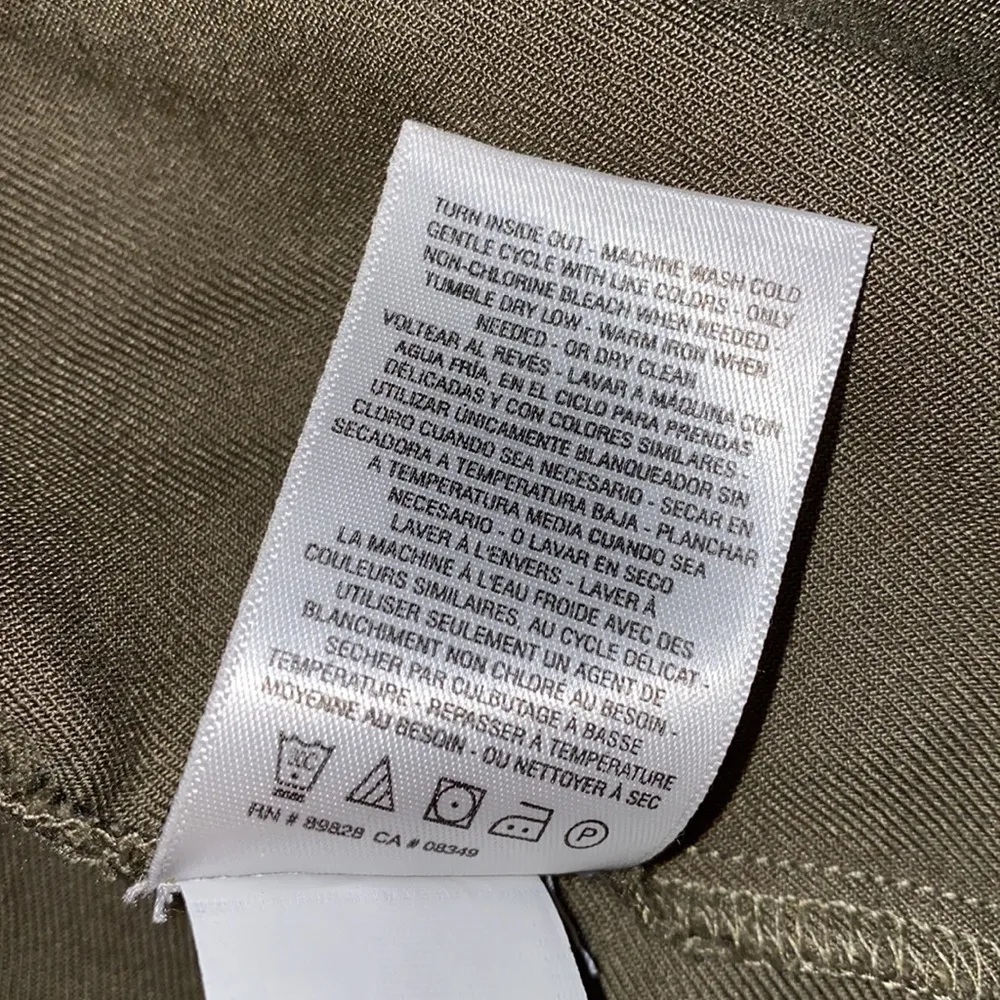 TURN INSIDE OUT - MACHINE WASH COLD
GENTLE CYCLE WITH LIKE COLORS - ONLY
NON-CHLORINE BLEACH WHEN NEEDED -
TUMBLE DRY LOW - WARM IRON WHEN
NEEDED - OR DRY CLEAN
VOLTEAR AL REVÉS - LAVAR A MÁQUINA CON
AGUA FRÍA, EN EL CICLO PARA PRENDAS
DELICADAS Y CON COLORES SIMILARES -
UTILIZAR ÚNICAMENTE BLANQUEADOR SIN
CLORO CUANDO SEA NECESARIO - SECAR EN
SECADORA A TEMPERATURA BAJA - PLANCHAR
A TEMPERATURA MEDIA CUANDO SEA
NECESARIO - O LAVAR EN SECO
LAVER À L'ENVERS - LAVER À
LA MACHINE À L'EAU FROIDE AVEC DES
COULEURS SIMILAIRES, AU CYCLE DÉLICAT -
UTILISER SEULEMENT UN AGENT DE
BLANCHIMENT NON CHLORÉ AU BESOIN -
SÉCHER PAR CULBUTAGE À BASSE
TEMPÉRATURE - REPASSER À TEMPÉRATURE
MOYENNE AU BESOIN - OU NETTOYER À SEC
P
RN # 89828 CA # 08349